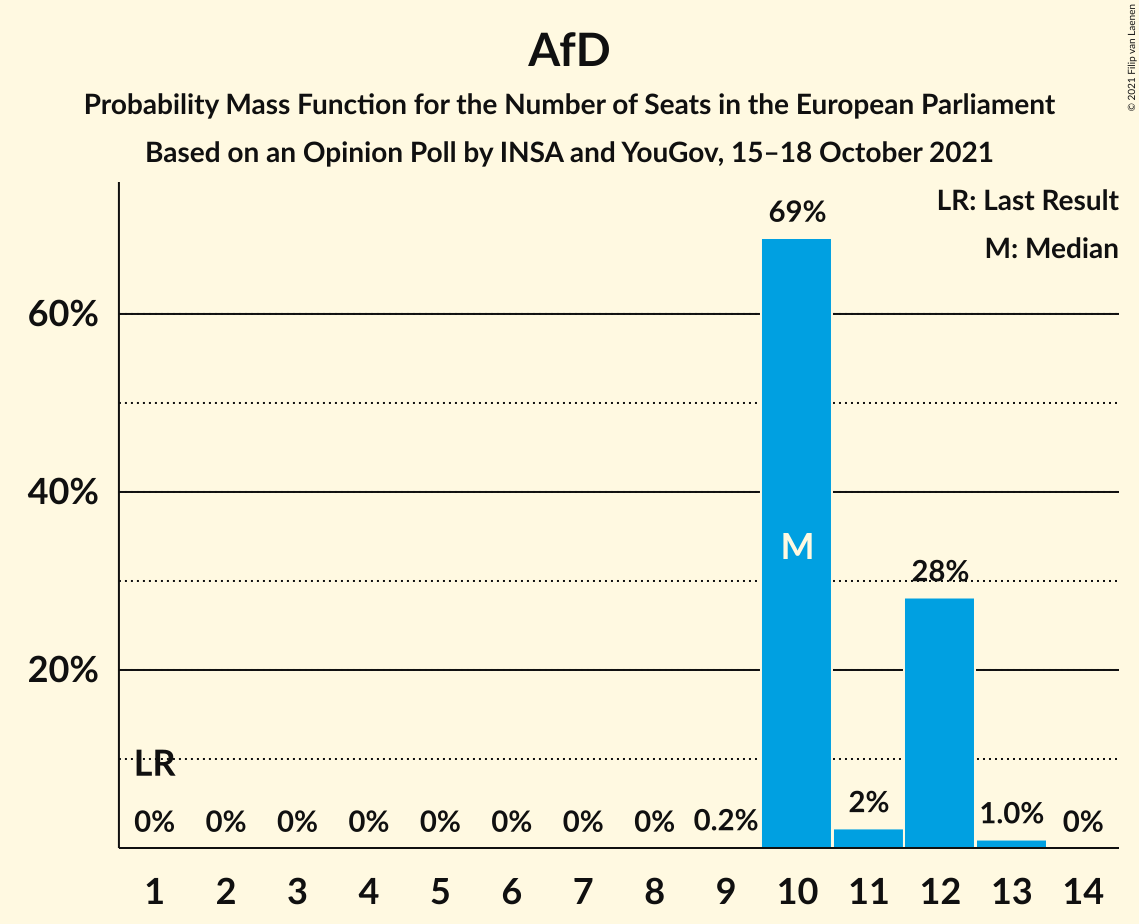 AfD
Probability Mass Function for the Number of Seats in the European Parliament
Based on an Opinion Poll by INSA and YouGov, 15–18 October 2021
© 2021 Filip van Laenen
LR: Last Result
M: Median
69%
60%
M
40%
28%
20%
LR
0% 0% 0% 0% 0% 0% 0% 0% 0.2% 2% 1.0% 0%
1 2 3 4 5 6 7 8 9 10 11 12 13 14